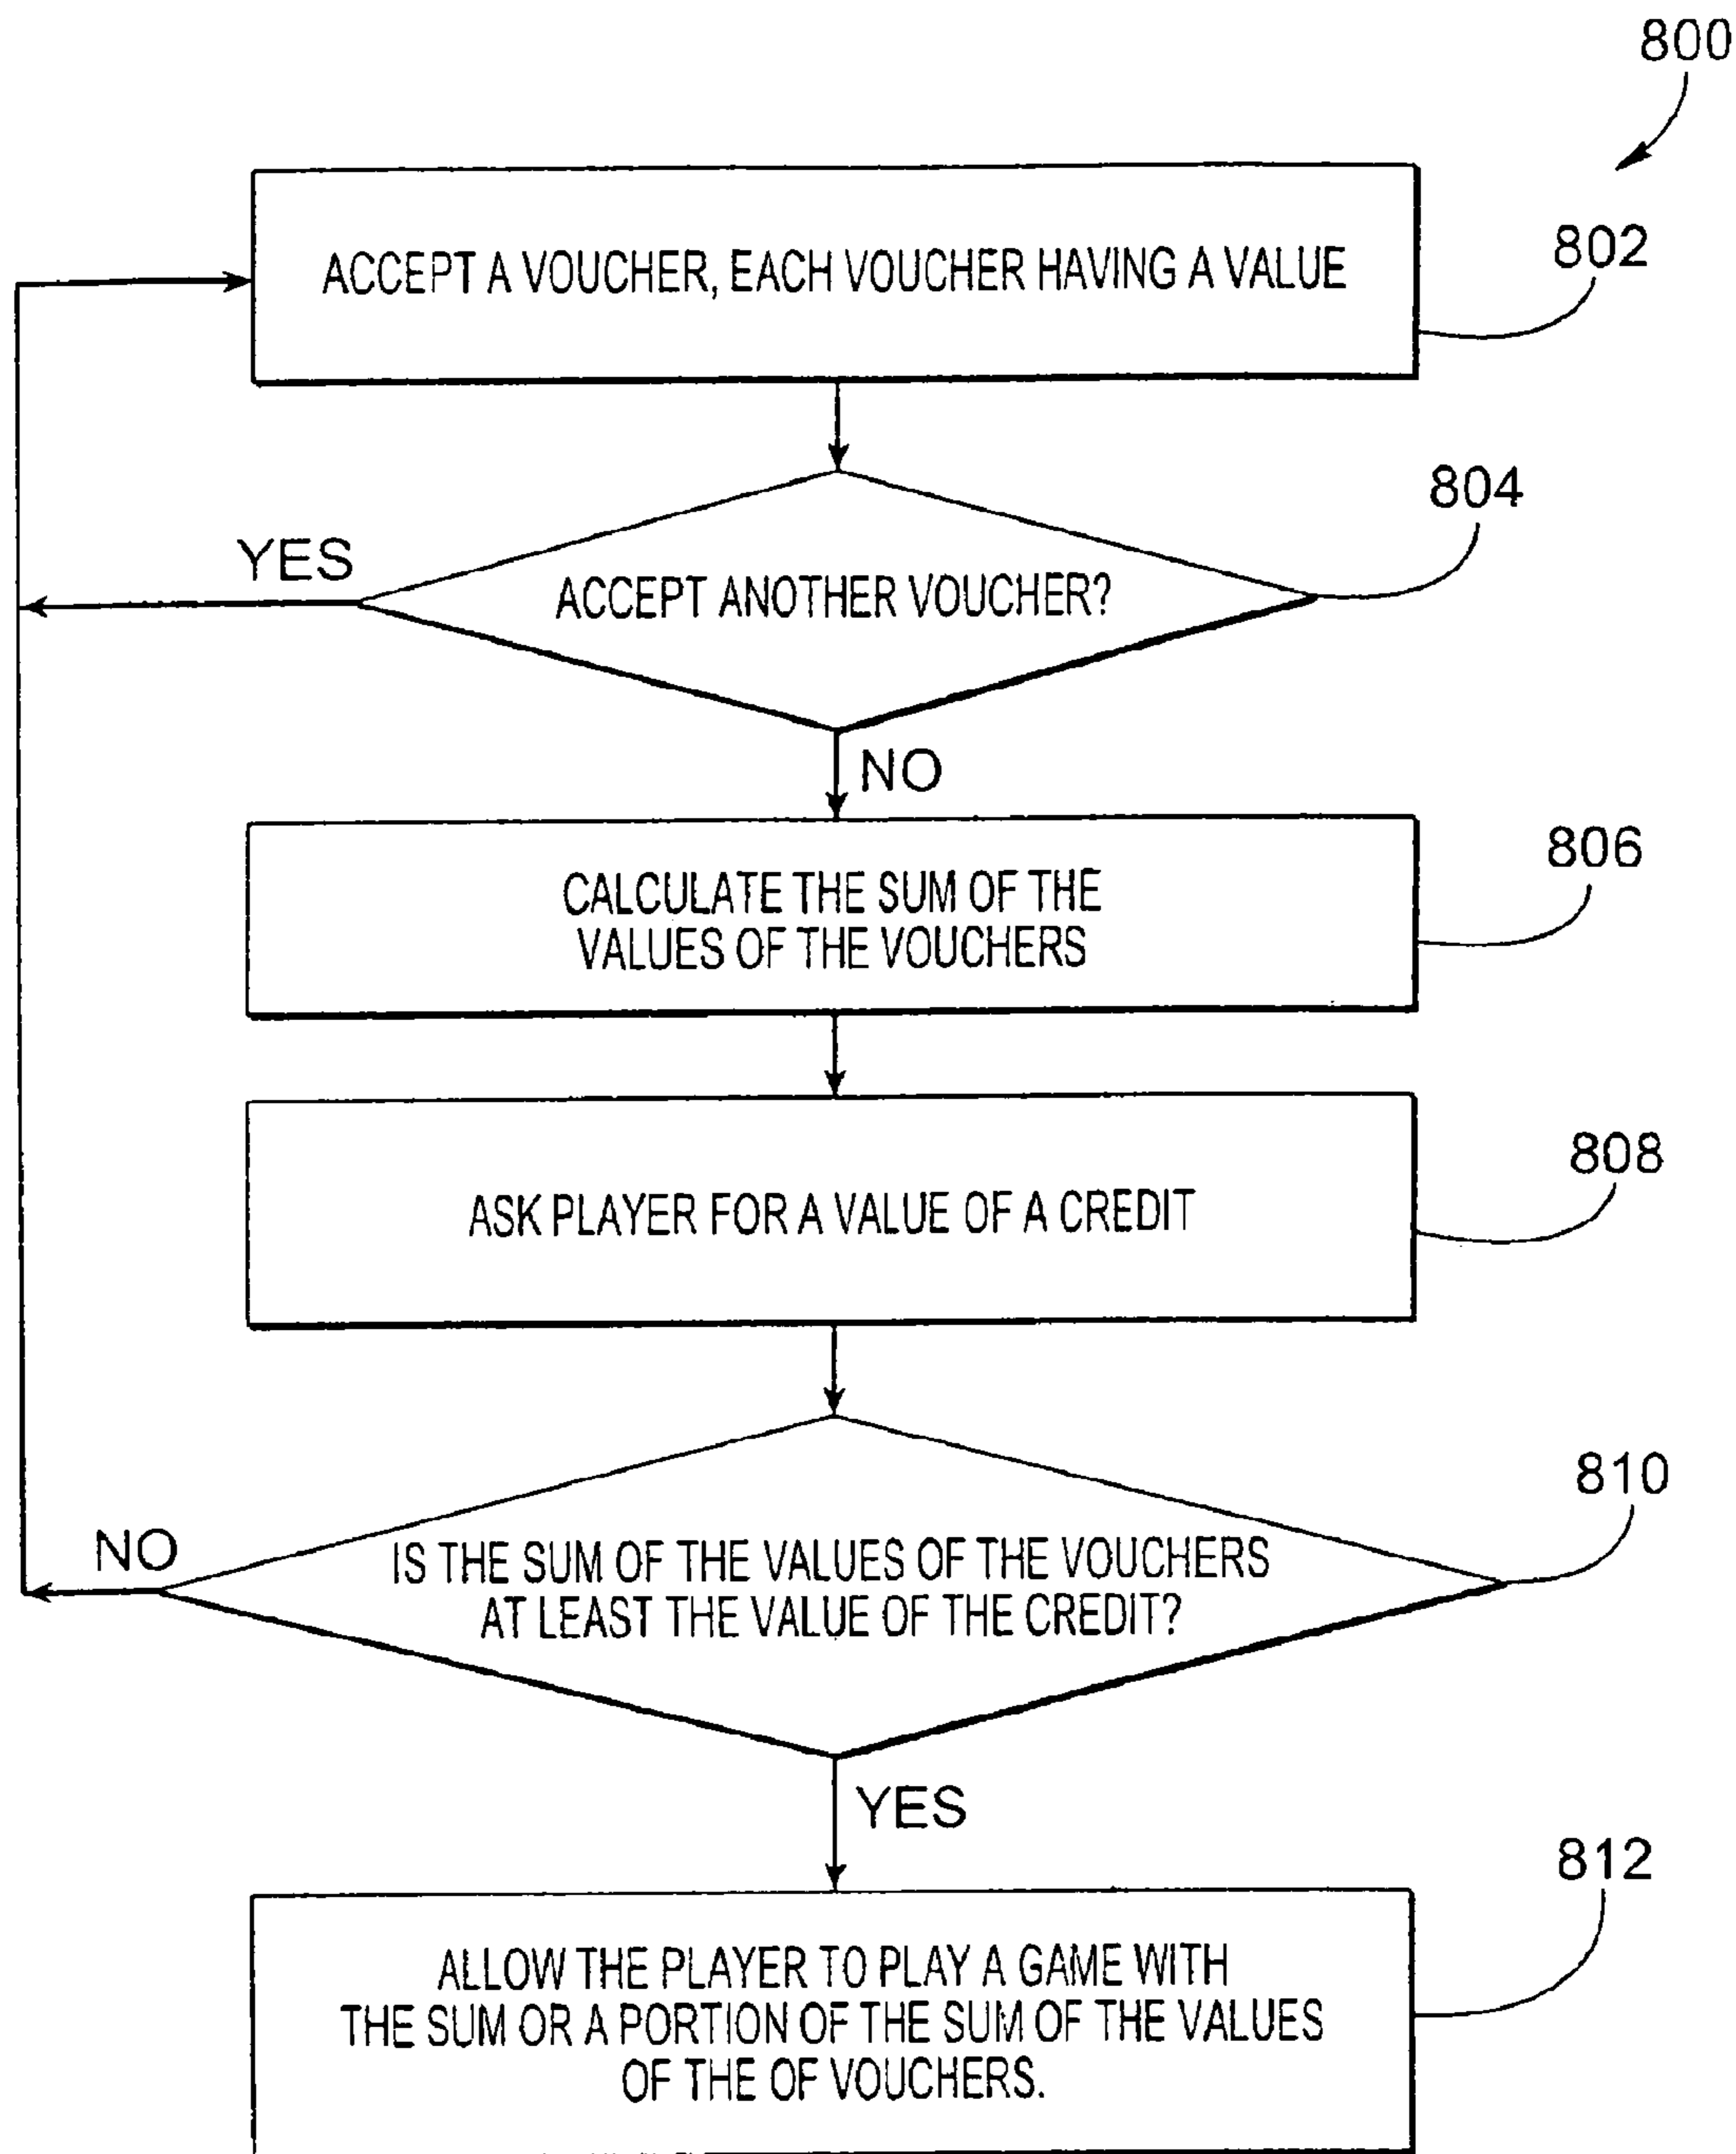 800
ACCEPT A VOUCHER, EACH VOUCHER HAVING A VALUE
802
804
YES
ACCEPT ANOTHER VOUCHER?
NO
806
CALCULATE THE SUM OF THE
VALUES OF THE VOUCHERS
808
ASK PLAYER FOR A VALUE OF A CREDIT
810
NO
IS THE SUM OF THE VALUES OF THE VOUCHERS
AT LEAST THE VALUE OF THE CREDIT?
YES
812
ALLOW THE PLAYER TO PLAY A GAME WITH
THE SUM OR A PORTION OF THE SUM OF THE VALUES
OF THE OF VOUCHERS.